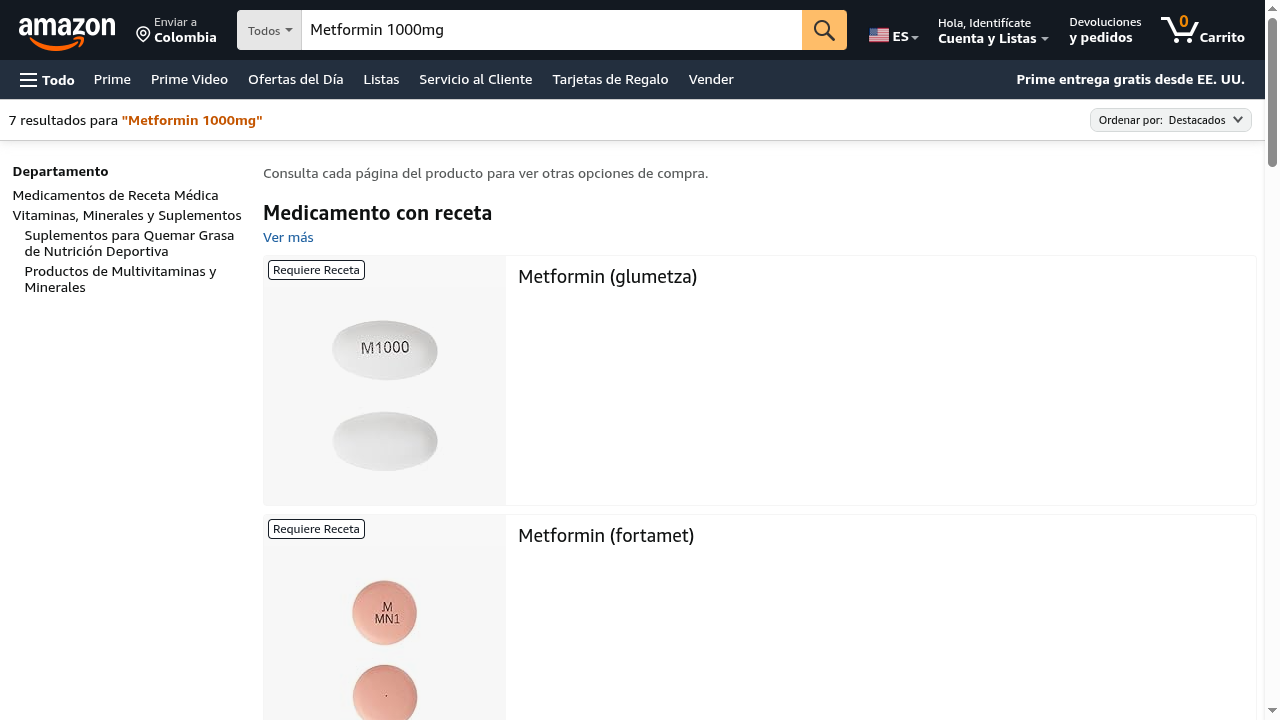 amazon
Enviar a
Colombia
Todos
Metformin 1000mg
ES
Hola, Identifícate
Cuenta y Listas
Devoluciones
y pedidos
0
Carrito
Todo
Prime
Prime Video
Ofertas del Día
Listas
Servicio al Cliente
Tarjetas de Regalo
Vender
Prime entrega gratis desde EE. UU.
7 resultados para "Metformin 1000mg"
Ordenar por: Destacados
Departamento
Medicamentos de Receta Médica
Vitaminas, Minerales y Suplementos
Suplementos para Quemar Grasa
de Nutrición Deportiva
Productos de Multivitaminas y
Minerales
Consulta cada página del producto para ver otras opciones de compra.
Medicamento con receta
Ver más
Requiere Receta
Metformin (glumetza)
M1000
Requiere Receta
Metformin (fortamet)
M
MN1